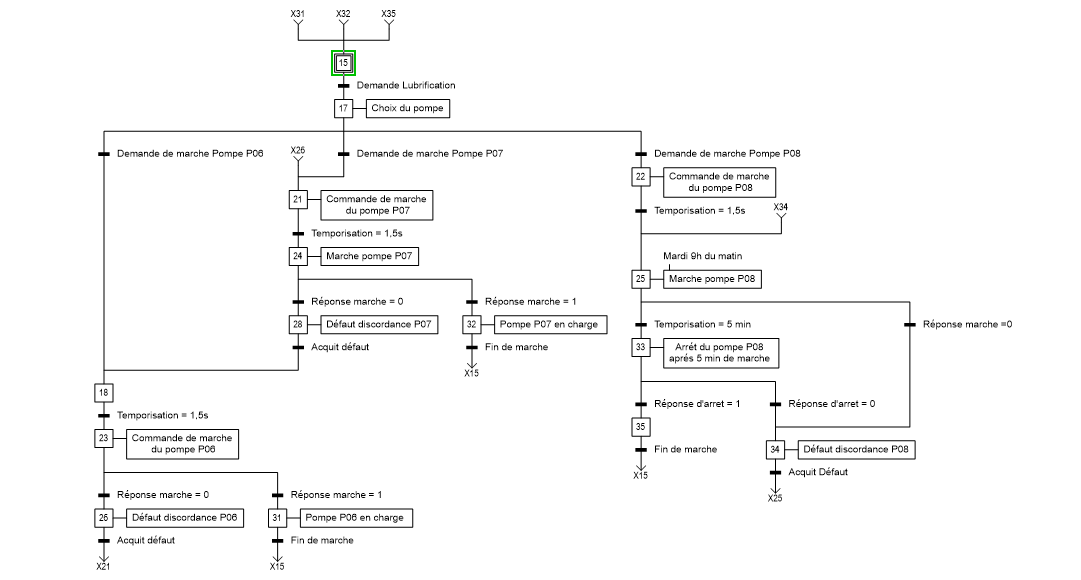 X31
X32
X35
15
Demande Lubrification
17
Choix du pompe
Demande de marche Pompe P06
X26
Demande de marche Pompe P07
Demande de marche Pompe P08
22
Commande de marche
du pompe P08
21
Commande de marche
du pompe P07
Temporisation = 1,5s
X34
Temporisation = 1,5s
24
Marche pompe P07
Mardi 9h du matin
25
Marche pompe P08
Réponse marche = 0
Réponse marche = 1
28
Défaut discordance P07
32
Pompe P07 en charge
Temporisation = 5 min
Réponse marche =0
Acquit défaut
Fin de marche
33
Arrét du pompe P08
aprés 5 min de marche
X15
18
Réponse d'arret = 1
Réponse d'arret = 0
Temporisation = 1,5s
35
23
Commande de marche
du pompe P06
Fin de marche
34
Défaut discordance P08
X15
Acquit Défaut
X25
Réponse marche = 0
Réponse marche = 1
26
Défaut discordance P06
31
Pompe P06 en charge
Acquit défaut
Fin de marche
X21
X15